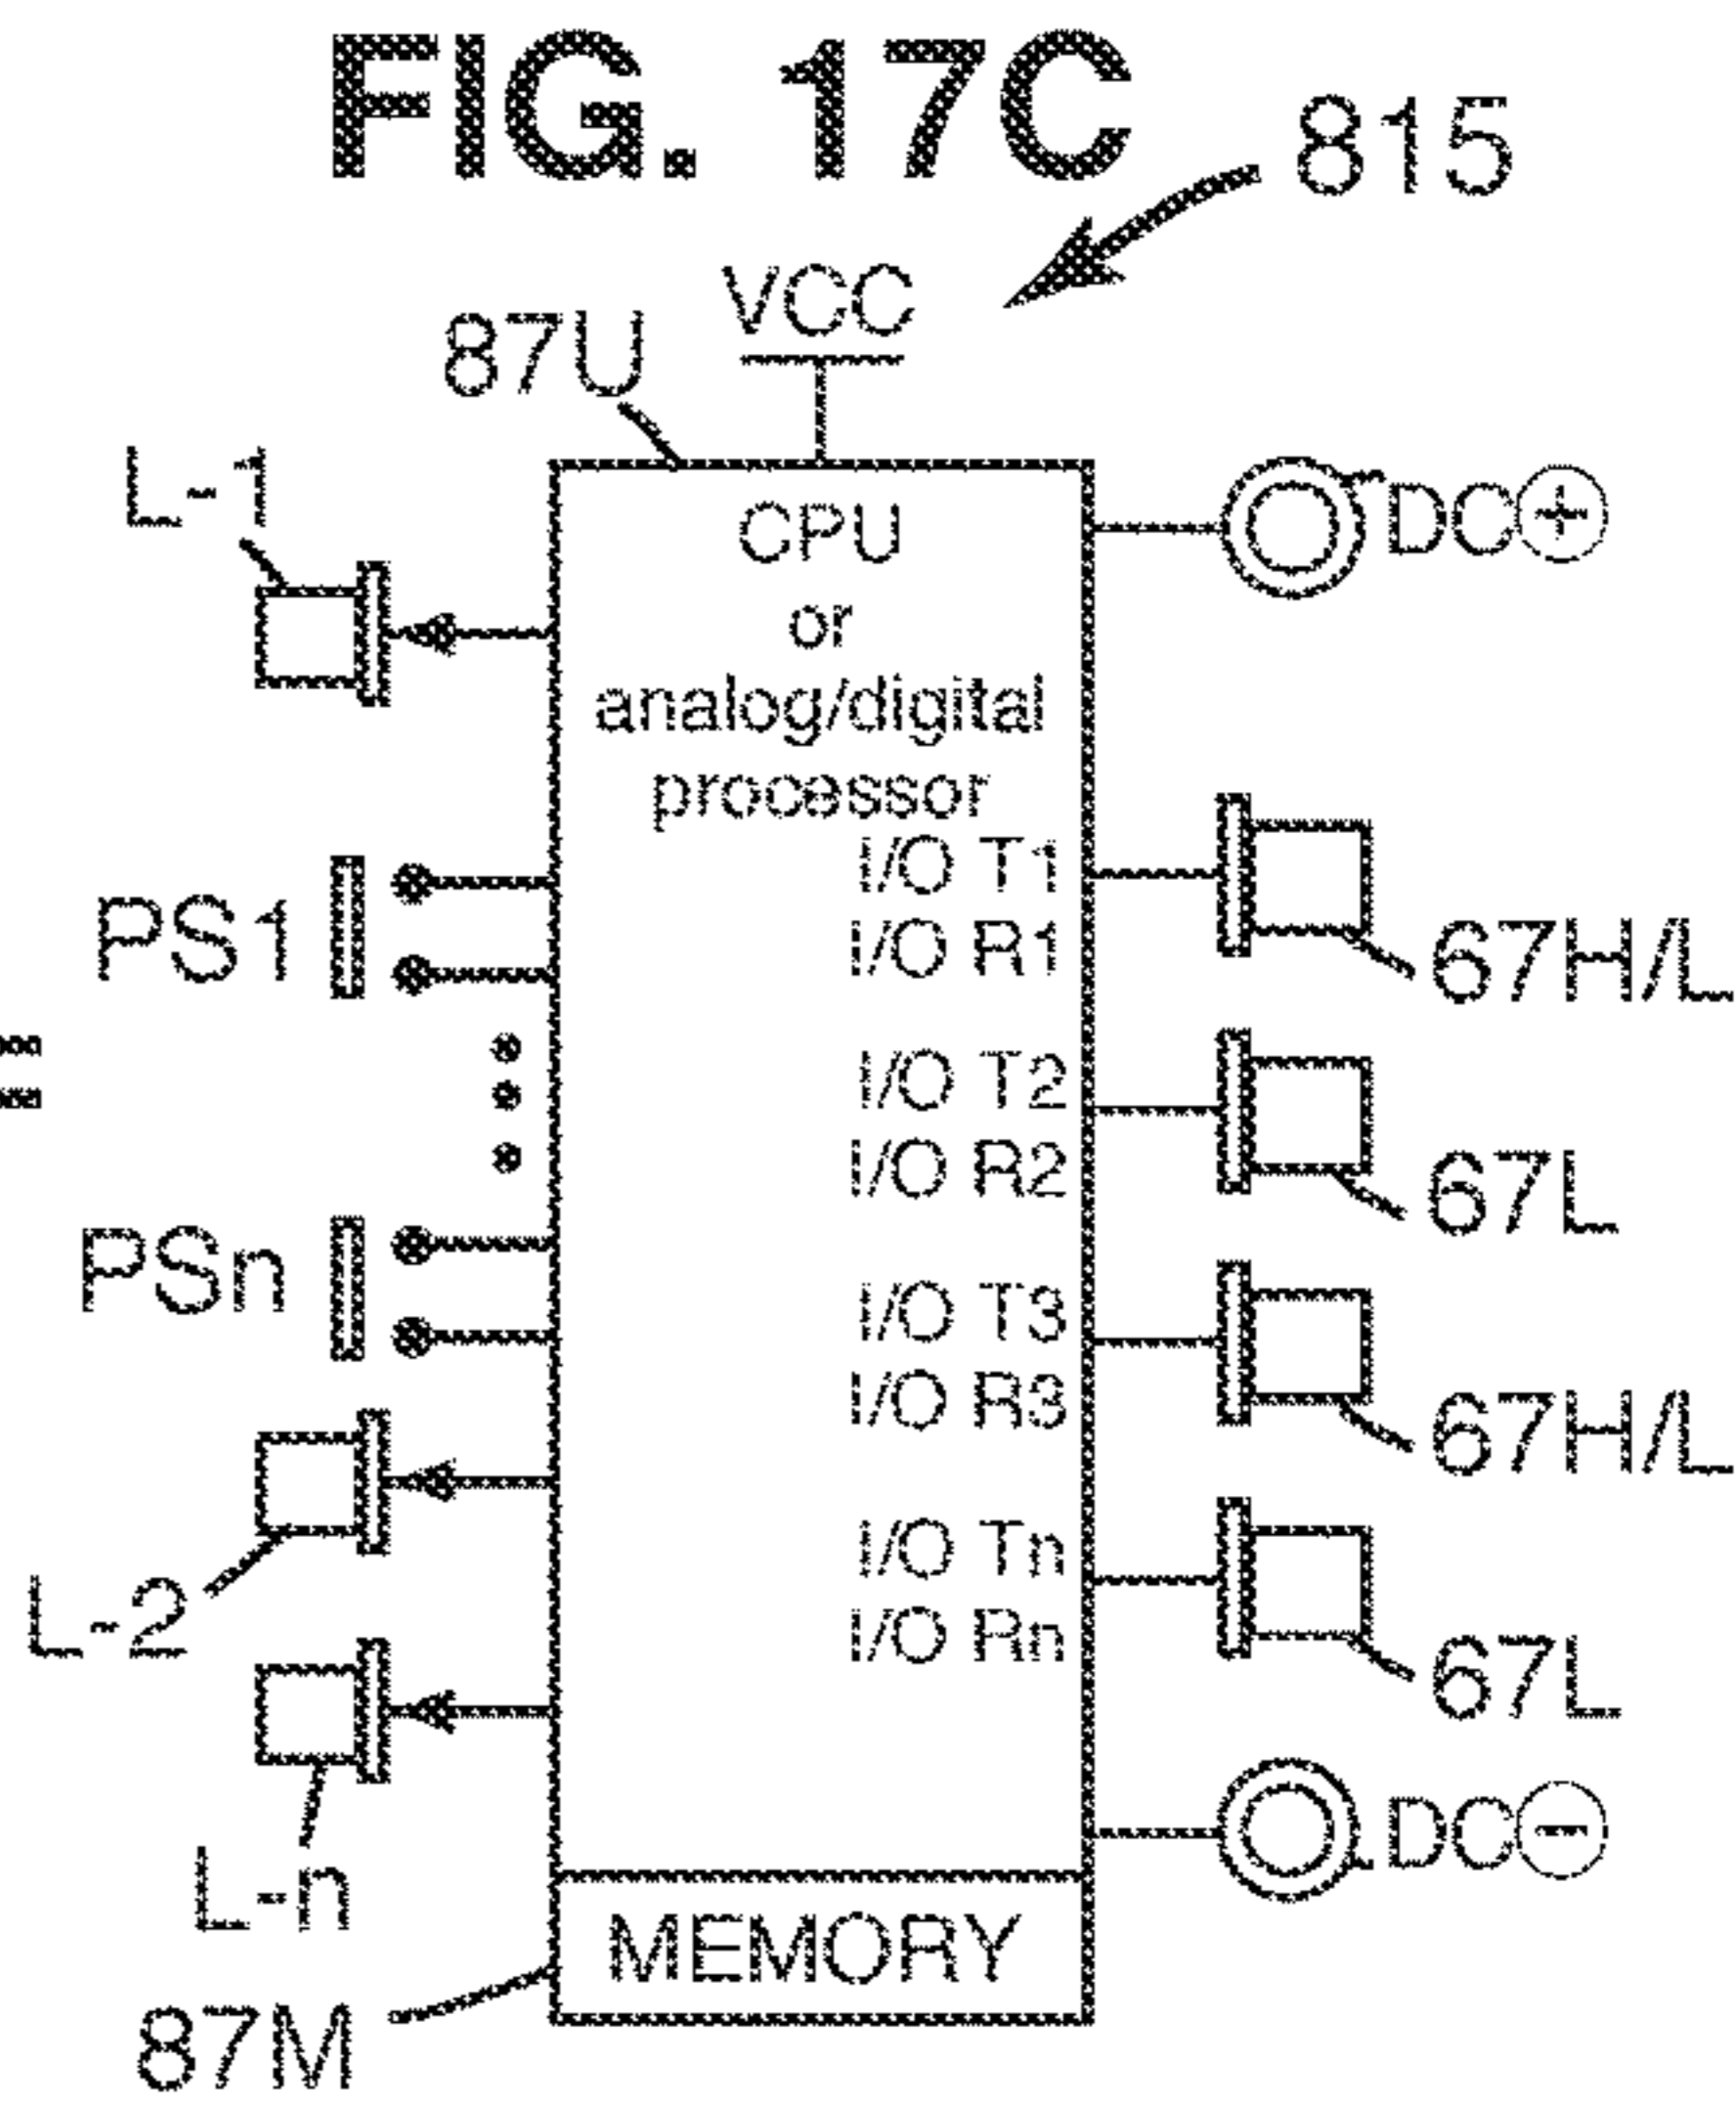 FIG. 17C
815
VCC
87U
L-1
CPU
or
analog/digital
processor
DC+
I/O T1
I/O R1
67H/L
PS1
I/O T2
I/O R2
67L
PSn
I/O T3
I/O R3
67H/L
L-2
I/O Tn
I/O Rn
67L
L-n
DC−
MEMORY
87M